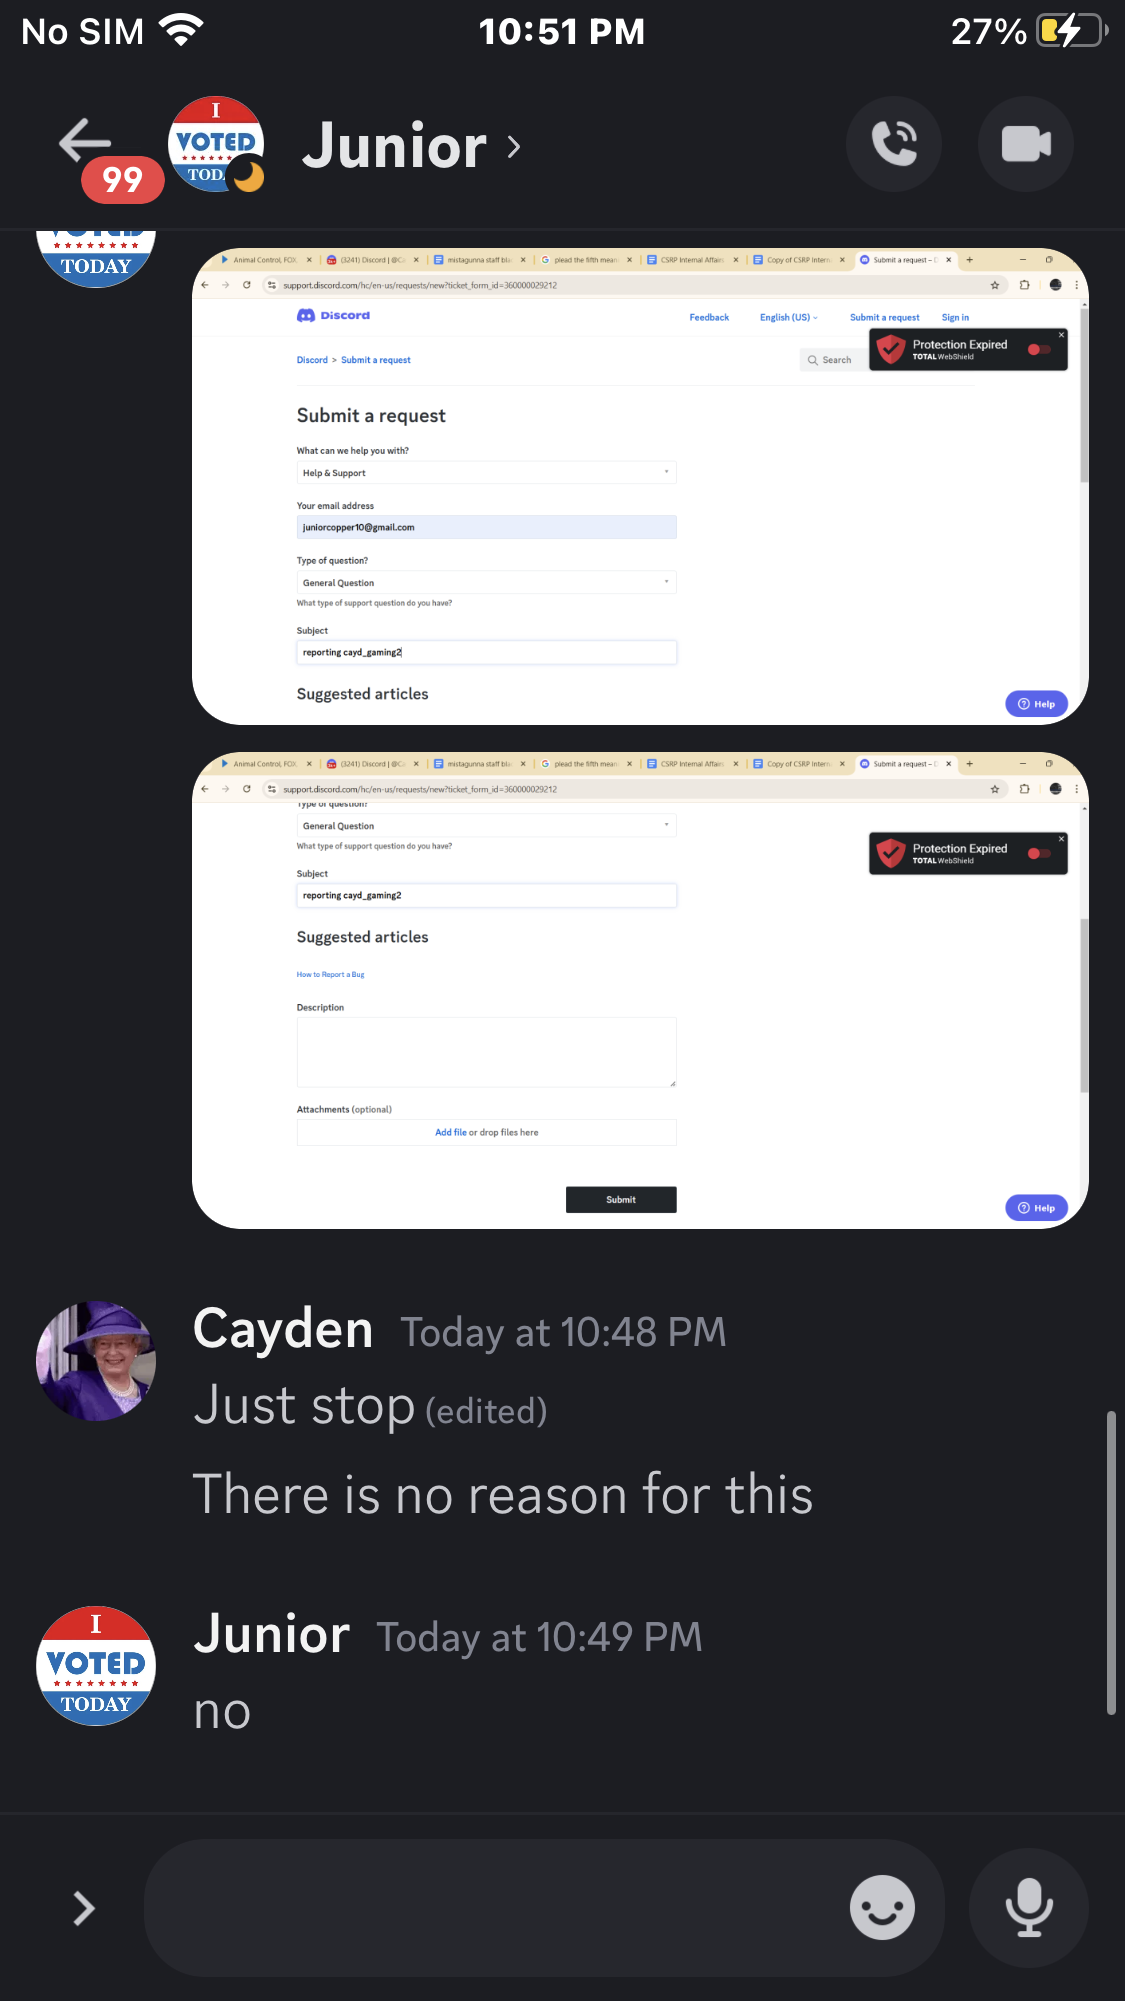 No SIM 10:51 PM 27%
99
I VOTED TOD
Junior
TODAY
Animal Control, FOX (3241) Discord | @C mistagunna staff bla plead the fifth mean CSRP Internal Affairs Copy of CSRP Intern Submit a request – D
support.discord.com/hc/en-us/requests/new?ticket_form_id=360000029212
Discord Feedback English (US) Submit a request Sign in
Protection Expired
TOTAL WebShield
Discord > Submit a request Search
Submit a request
What can we help you with?
Help & Support
Your email address
juniorcopper10@gmail.com
Type of question?
General Question
What type of support question do you have?
Subject
reporting cayd_gaming2
Suggested articles
Help
Animal Control, FOX (3241) Discord | @C mistagunna staff bla plead the fifth mean CSRP Internal Affairs Copy of CSRP Intern Submit a request – D
support.discord.com/hc/en-us/requests/new?ticket_form_id=360000029212
Type of question?
General Question
What type of support question do you have?
Protection Expired
TOTAL WebShield
Subject
reporting cayd_gaming2
Suggested articles
How to Report a Bug
Description
Attachments (optional)
Add file or drop files here
Submit
Help
Cayden Today at 10:48 PM
Just stop (edited)
There is no reason for this
Junior Today at 10:49 PM
I
VOTED
TODAY
no